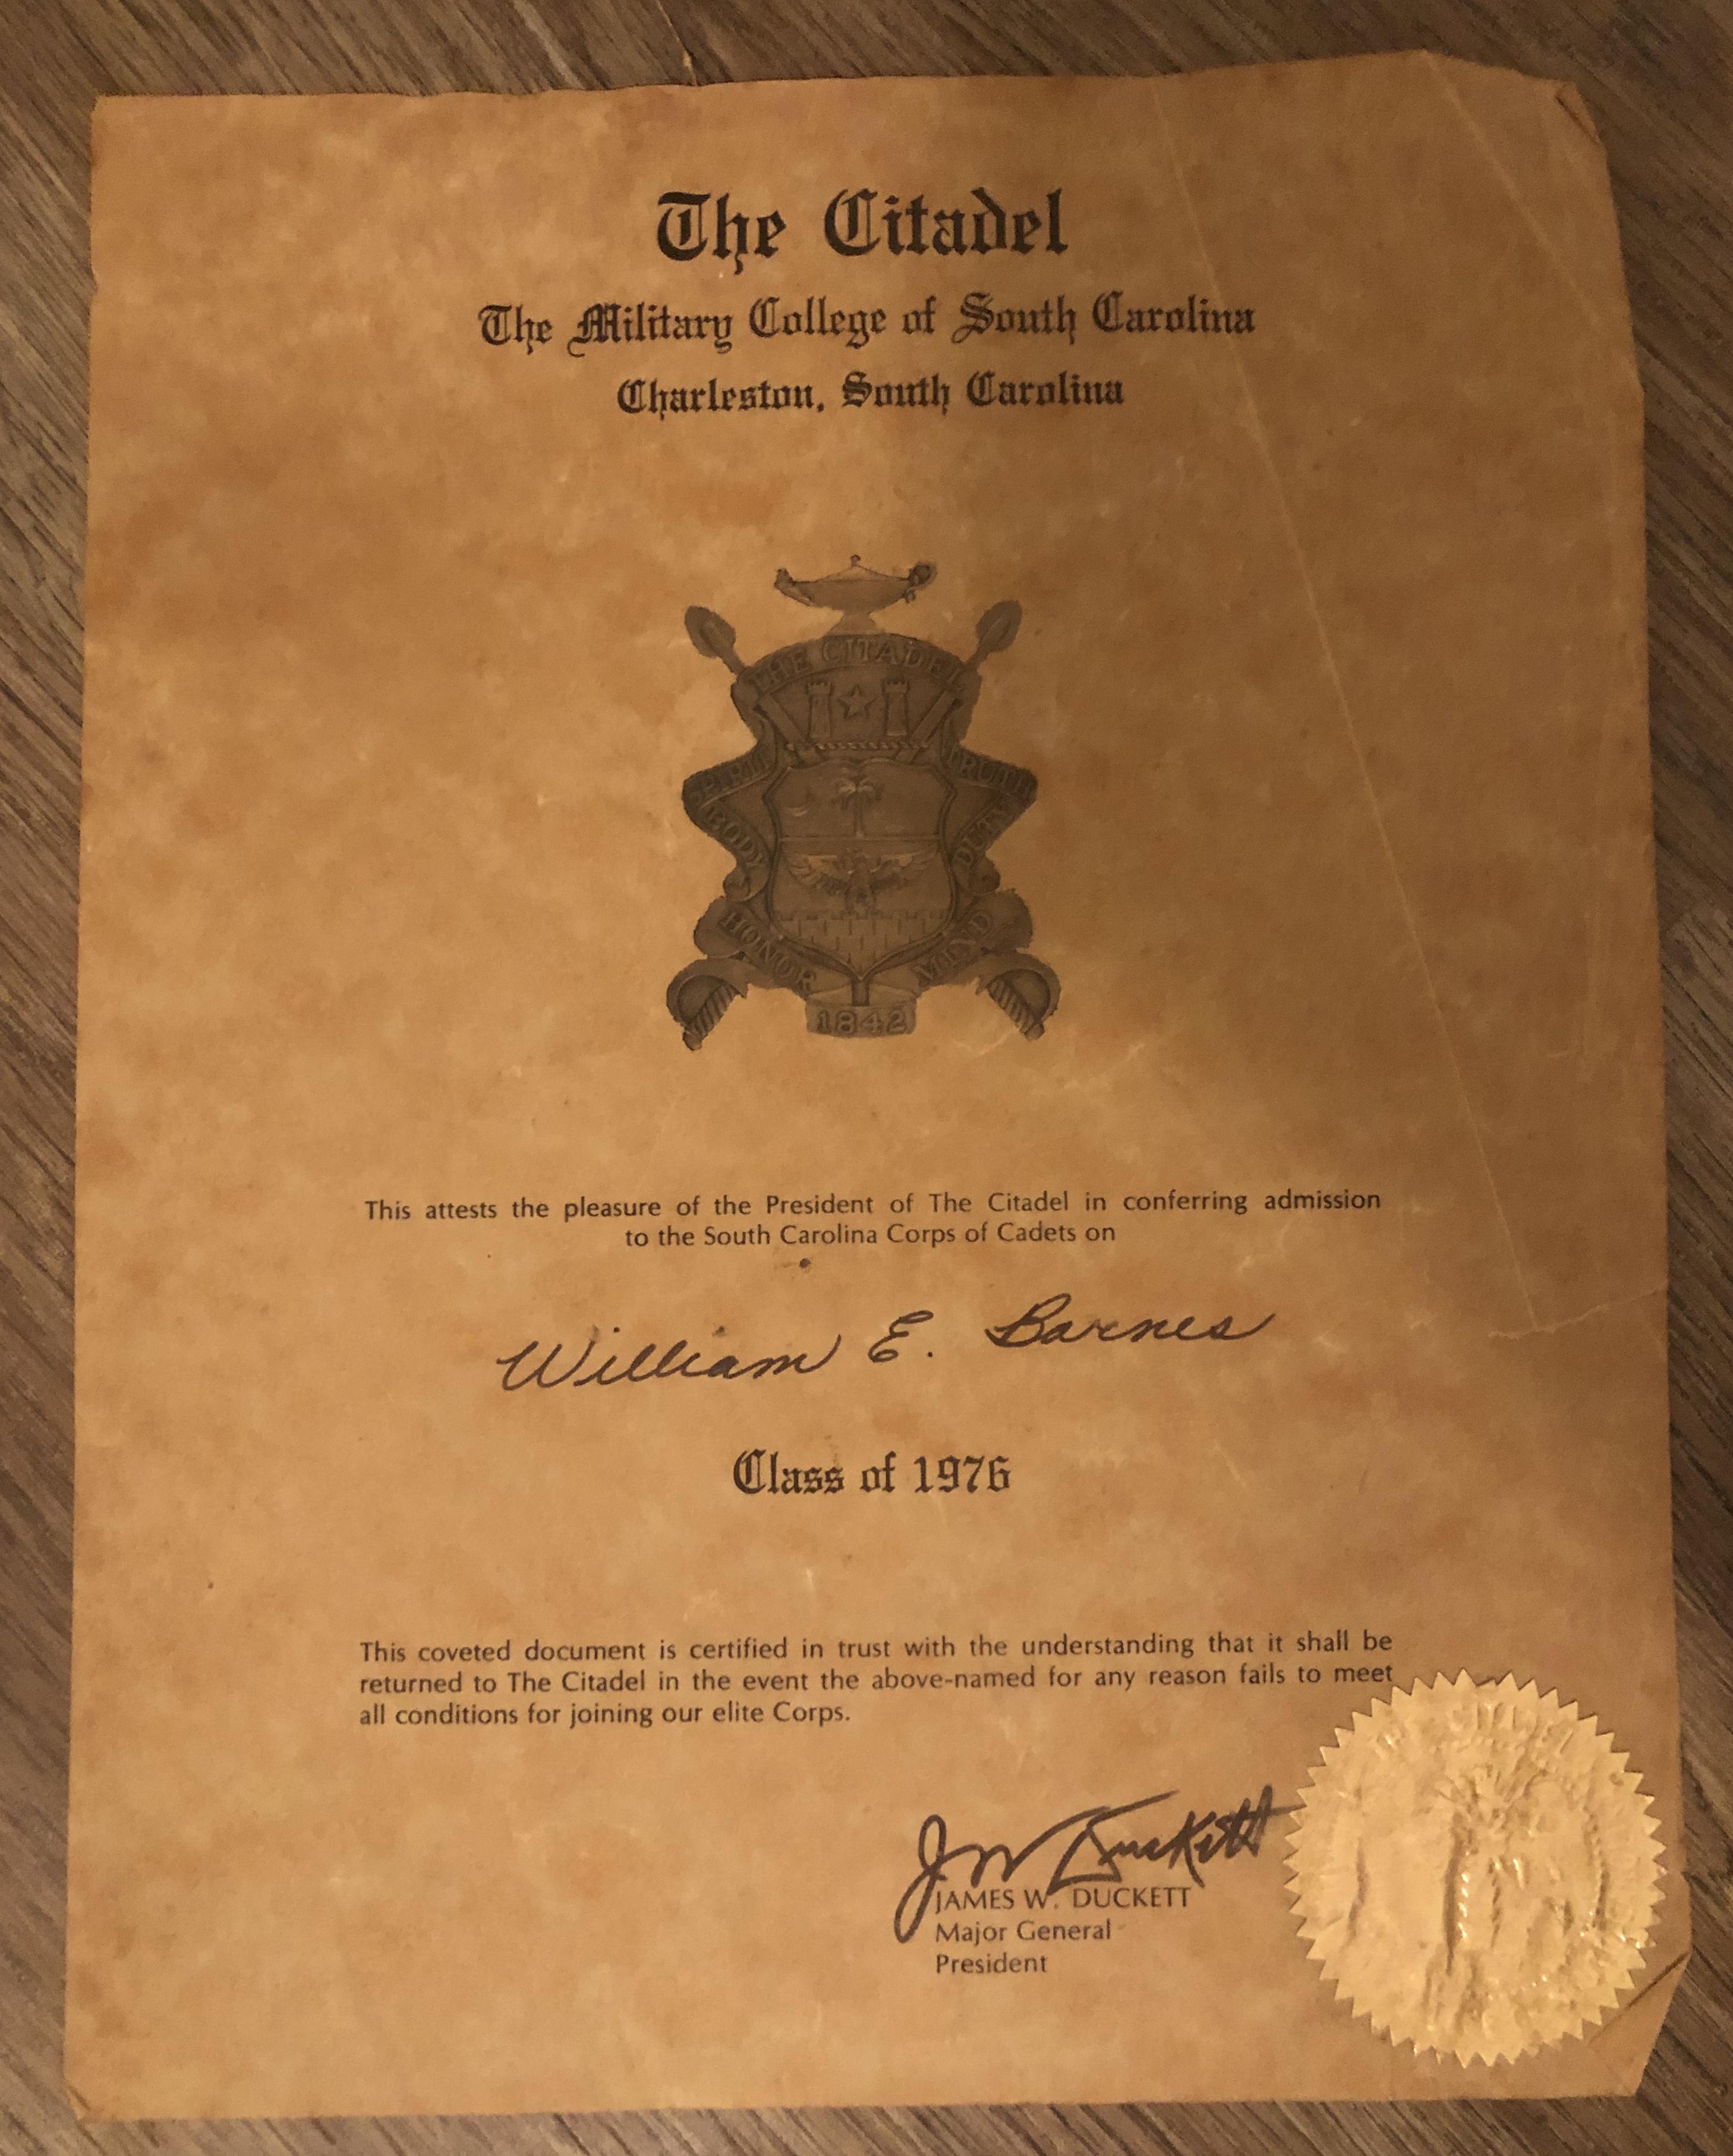 The Citadel
The Military College of South Carolina
Charleston, South Carolina
THE CITADEL
SPIRIT TRUTH
BODY DUTY
HONOR MIND
1842
This attests the pleasure of the President of The Citadel in conferring admission
to the South Carolina Corps of Cadets on
William E. Barnes
Class of 1976
This coveted document is certified in trust with the understanding that it shall be
returned to The Citadel in the event the above-named for any reason fails to meet
all conditions for joining our elite Corps.
JW Duckett
JAMES W. DUCKETT
Major General
President